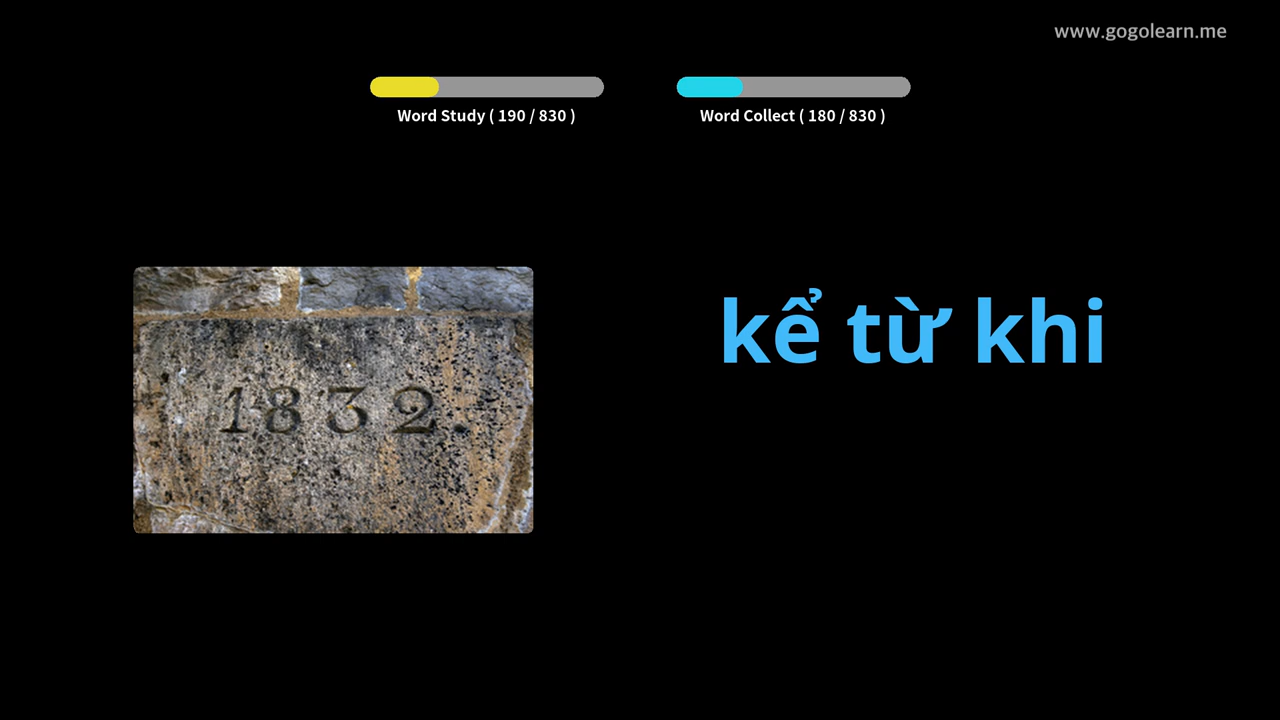 www.gogolearn.me
Word Study ( 190 / 830 )
Word Collect ( 180 / 830 )
1832.
kể từ khi